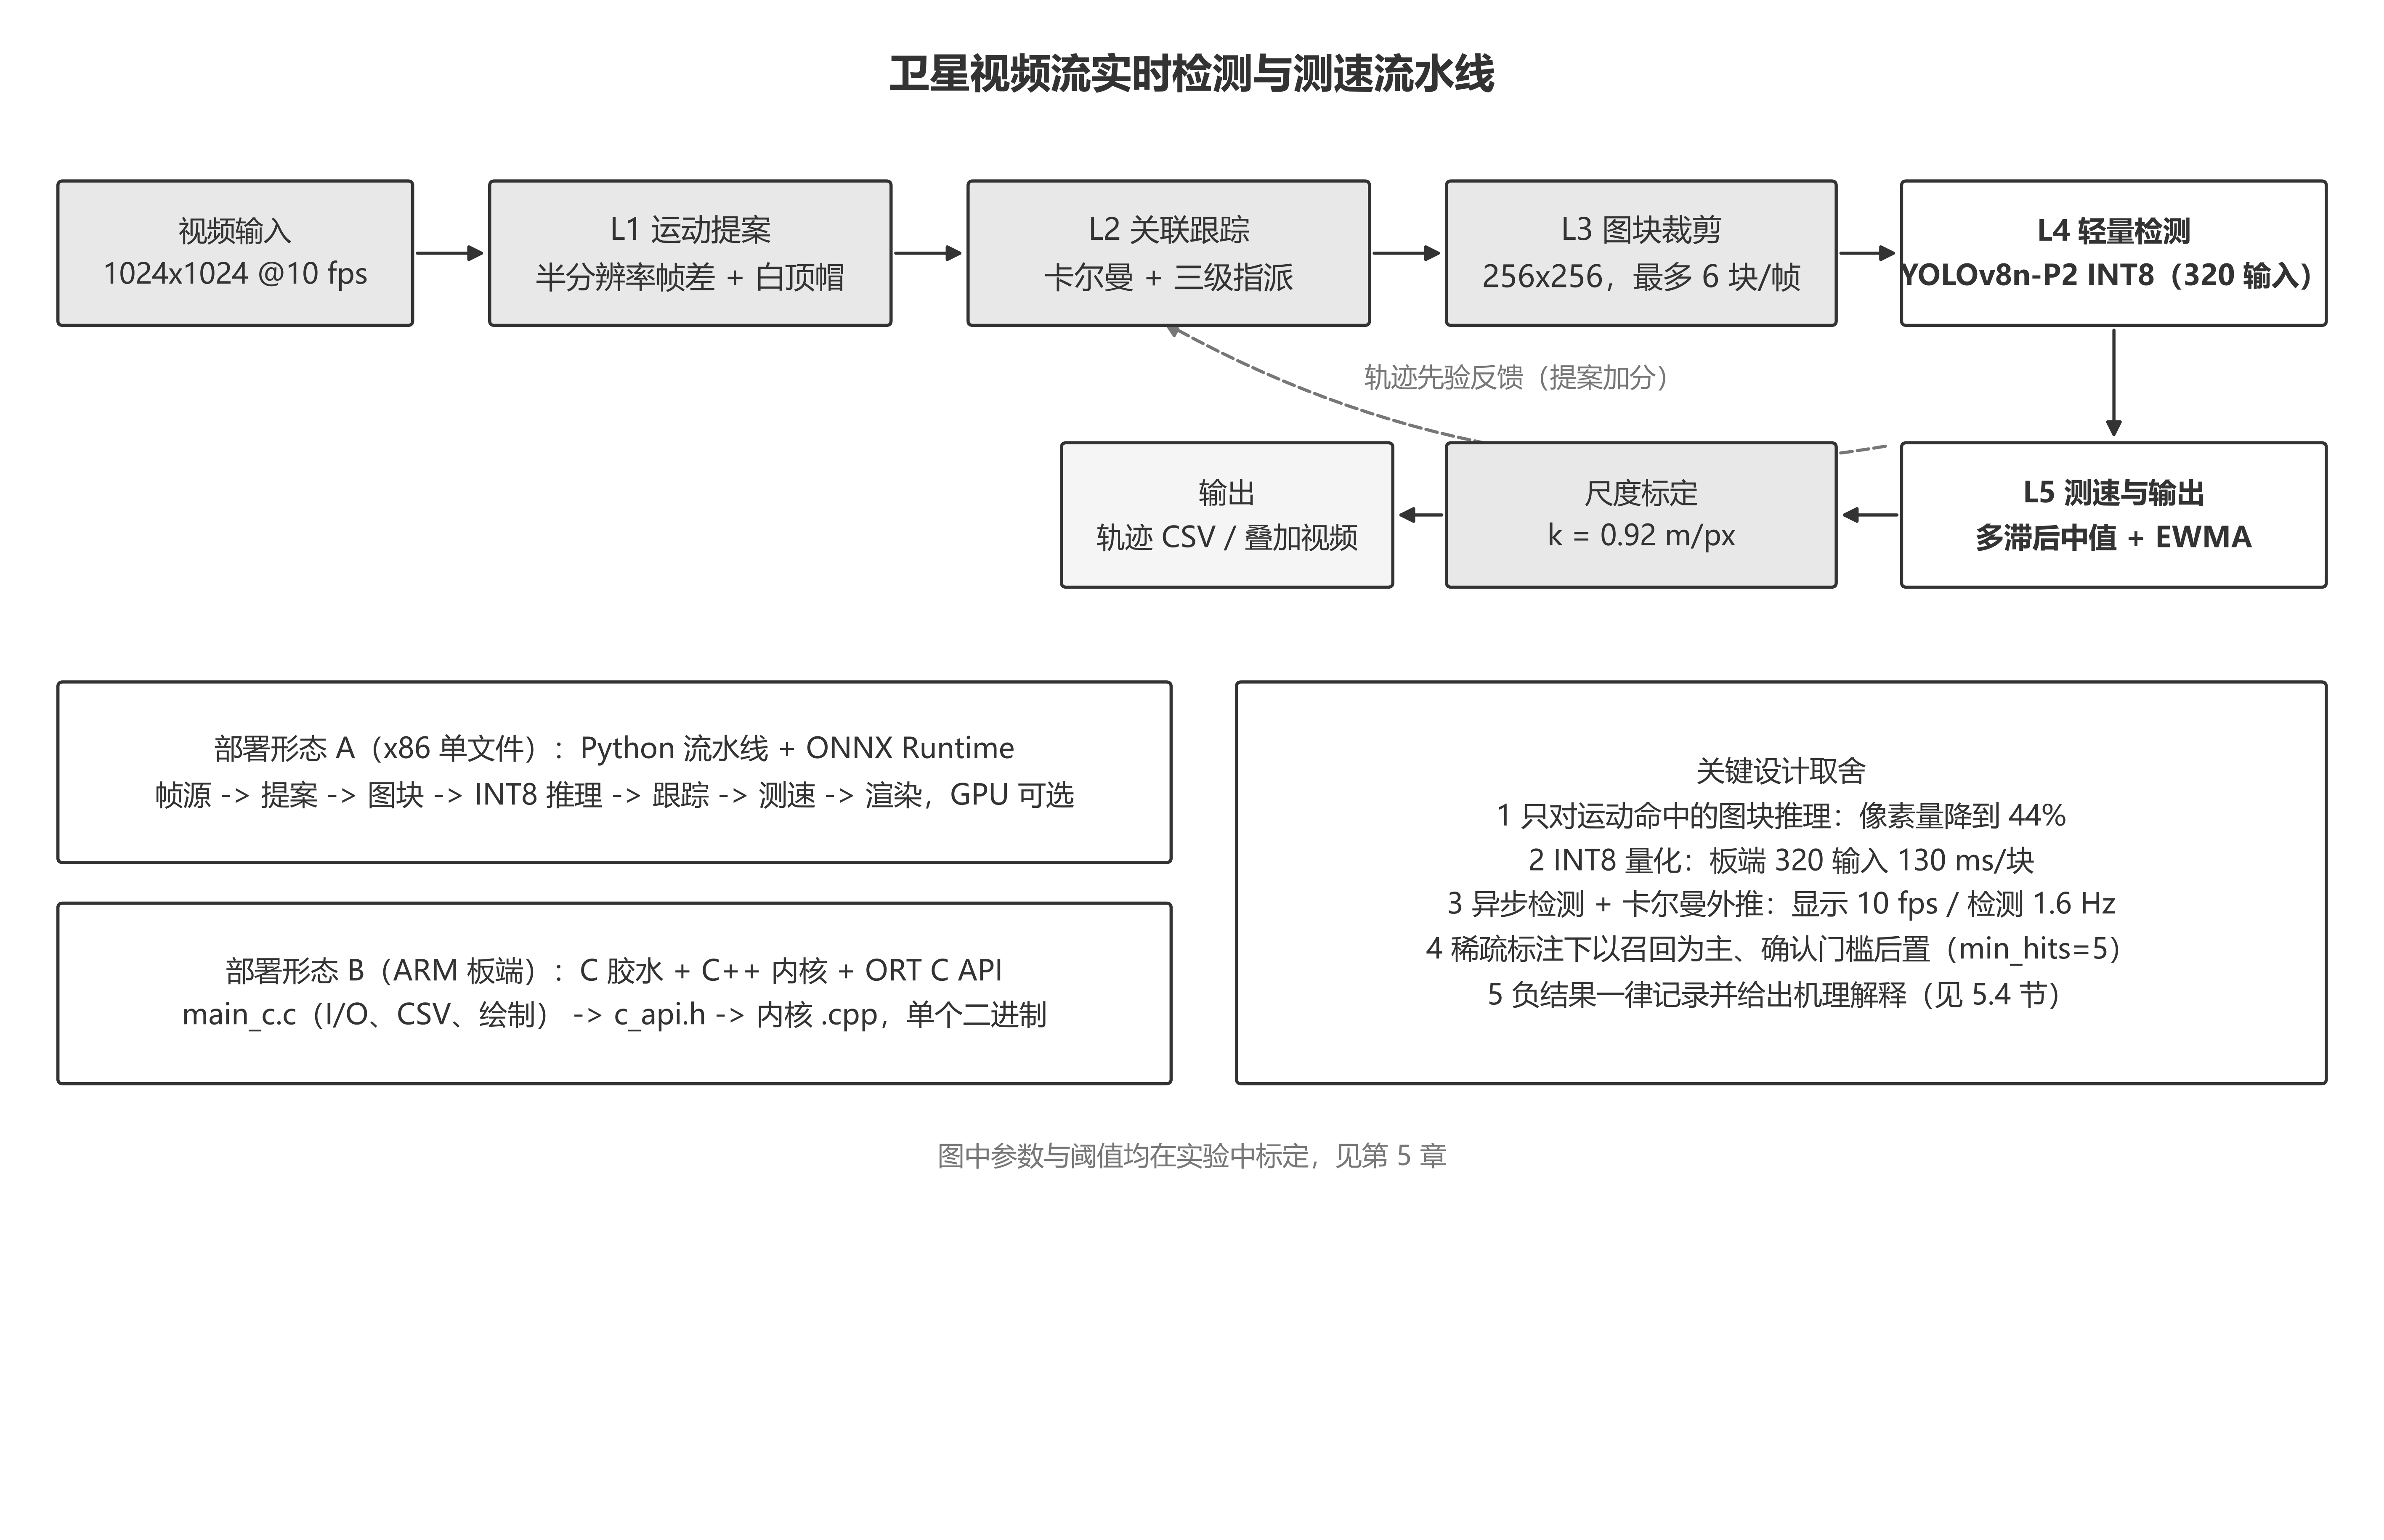 卫星视频流实时检测与测速流水线
视频输入
1024x1024 @10 fps
L1 运动提案
半分辨率帧差 + 白顶帽
L2 关联跟踪
卡尔曼 + 三级指派
L3 图块裁剪
256x256，最多 6 块/帧
L4 轻量检测
YOLOv8n-P2 INT8（320 输入）
轨迹先验反馈（提案加分）
输出
轨迹 CSV / 叠加视频
尺度标定
k = 0.92 m/px
L5 测速与输出
多滞后中值 + EWMA
部署形态 A（x86 单文件）：Python 流水线 + ONNX Runtime
帧源 -> 提案 -> 图块 -> INT8 推理 -> 跟踪 -> 测速 -> 渲染，GPU 可选
部署形态 B（ARM 板端）：C 胶水 + C++ 内核 + ORT C API
main_c.c（I/O、CSV、绘制） -> c_api.h -> 内核 .cpp，单个二进制
关键设计取舍
1 只对运动命中的图块推理：像素量降到 44%
2 INT8 量化：板端 320 输入 130 ms/块
3 异步检测 + 卡尔曼外推：显示 10 fps / 检测 1.6 Hz
4 稀疏标注下以召回为主、确认门槛后置（min_hits=5）
5 负结果一律记录并给出机理解释（见 5.4 节）
图中参数与阈值均在实验中标定，见第 5 章